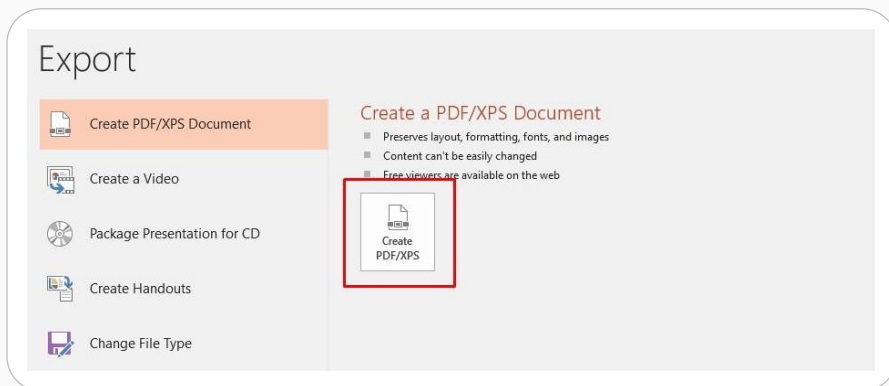 Export
Create PDF/XPS Document
Create a Video
Package Presentation for CD
Create Handouts
Change File Type
Create a PDF/XPS Document
Preserves layout, formatting, fonts, and images
Content can't be easily changed
Free viewers are available on the web
Create
PDF/XPS